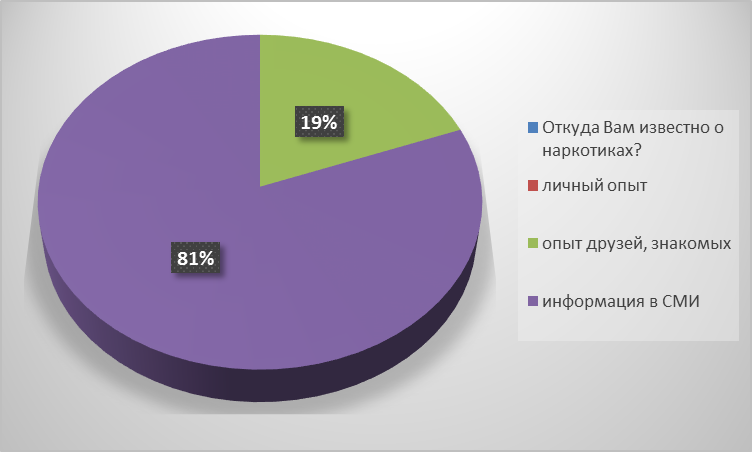 19%
81%
Откуда Вам известно о
наркотиках?
личный опыт
опыт друзей, знакомых
информация в СМИ